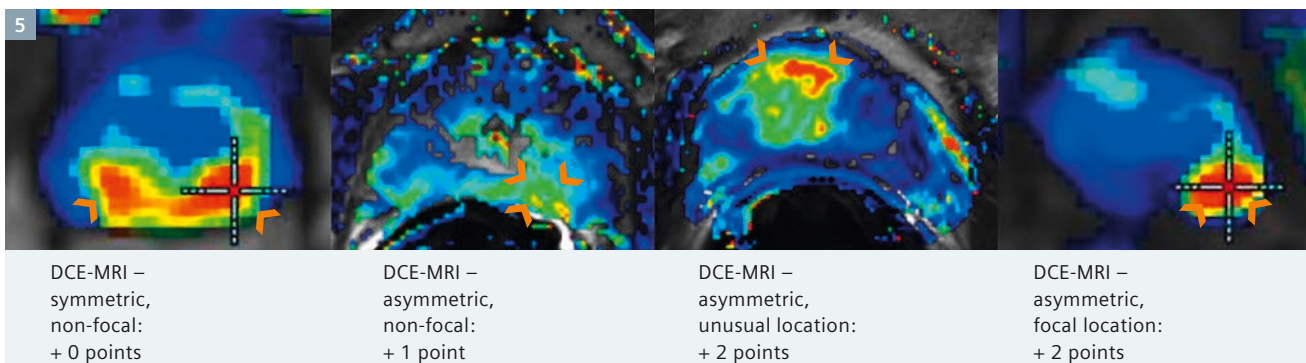 5
DCE-MRI –
symmetric,
non-focal:
+ 0 points
DCE-MRI –
asymmetric,
non-focal:
+ 1 point
DCE-MRI –
asymmetric,
unusual location:
+ 2 points
DCE-MRI –
asymmetric,
focal location:
+ 2 points